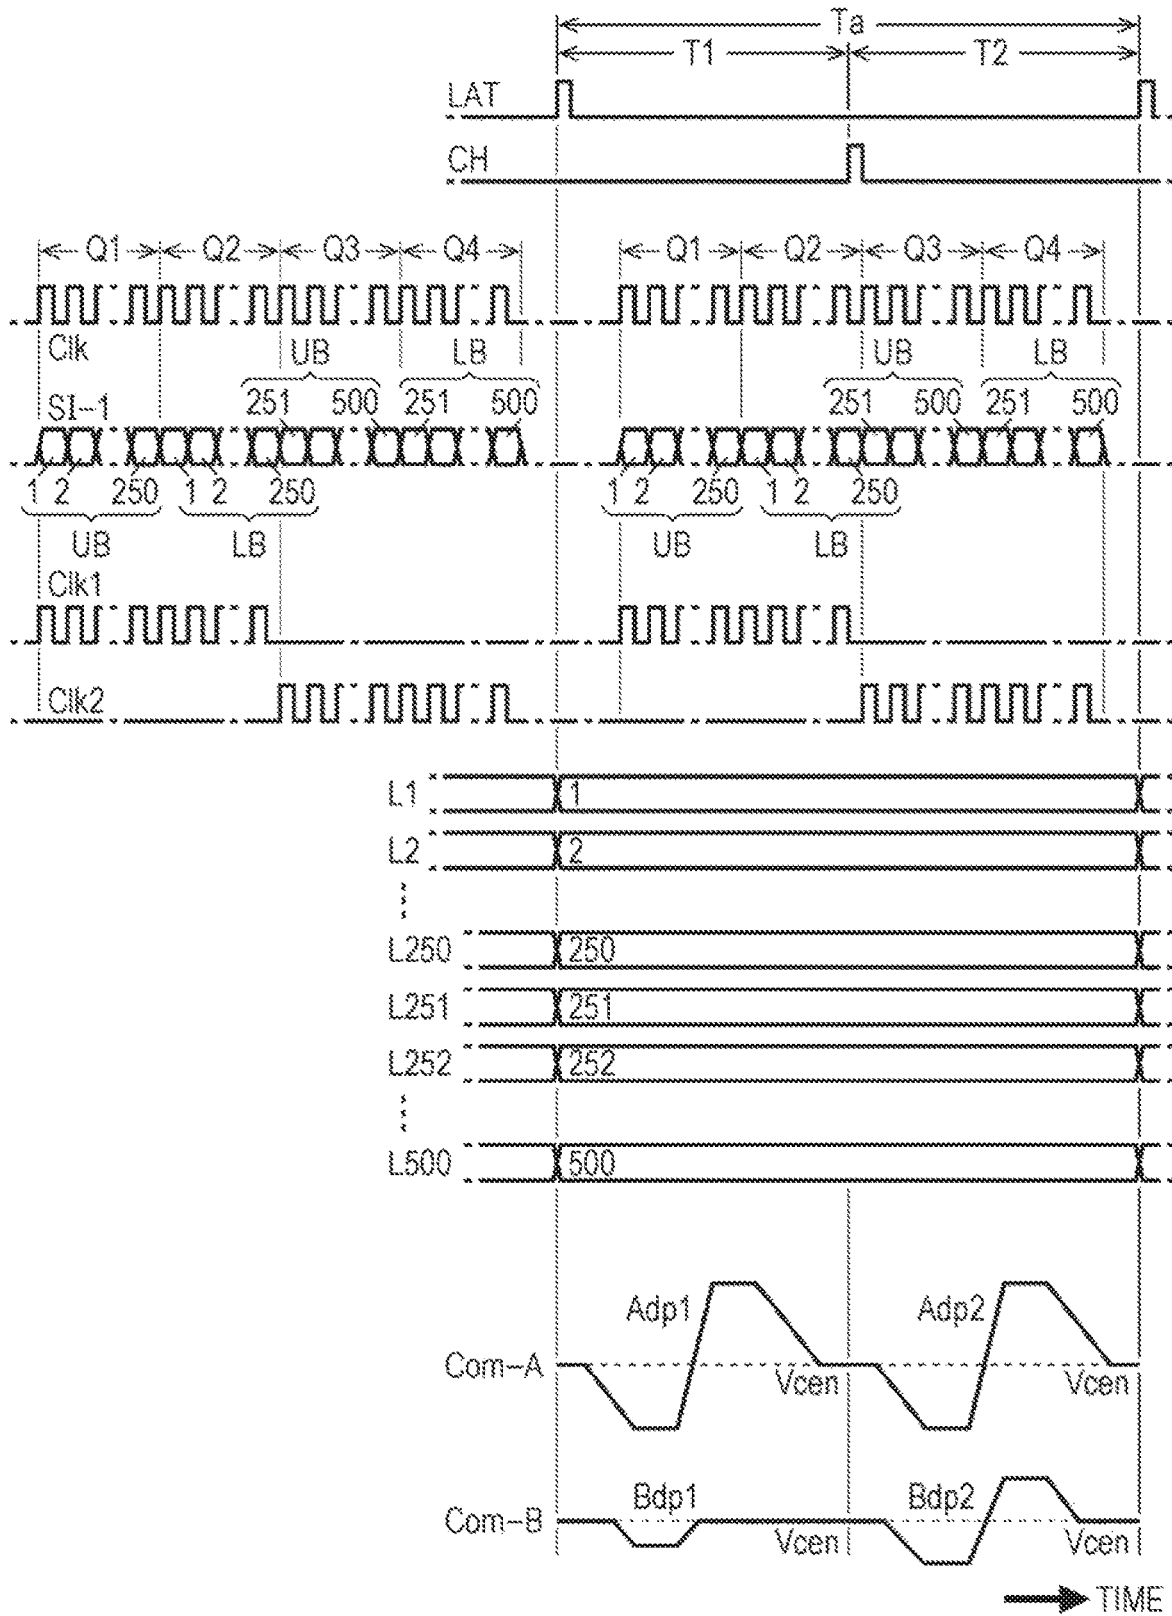 Ta
T1 T2
LAT
CH
Q1 Q2 Q3 Q4 Q1 Q2 Q3 Q4
Clk UB LB UB LB
SI-1 251 500 251 500 251 500 251 500
1 2 250 1 2 250 1 2 250 1 2 250
UB LB UB LB
Clk1
Clk2
L1 1
L2 2
L250 250
L251 251
L252 252
L500 500
Adp1 Adp2
Com-A Vcen Vcen
Bdp1 Bdp2
Com-B Vcen Vcen
TIME